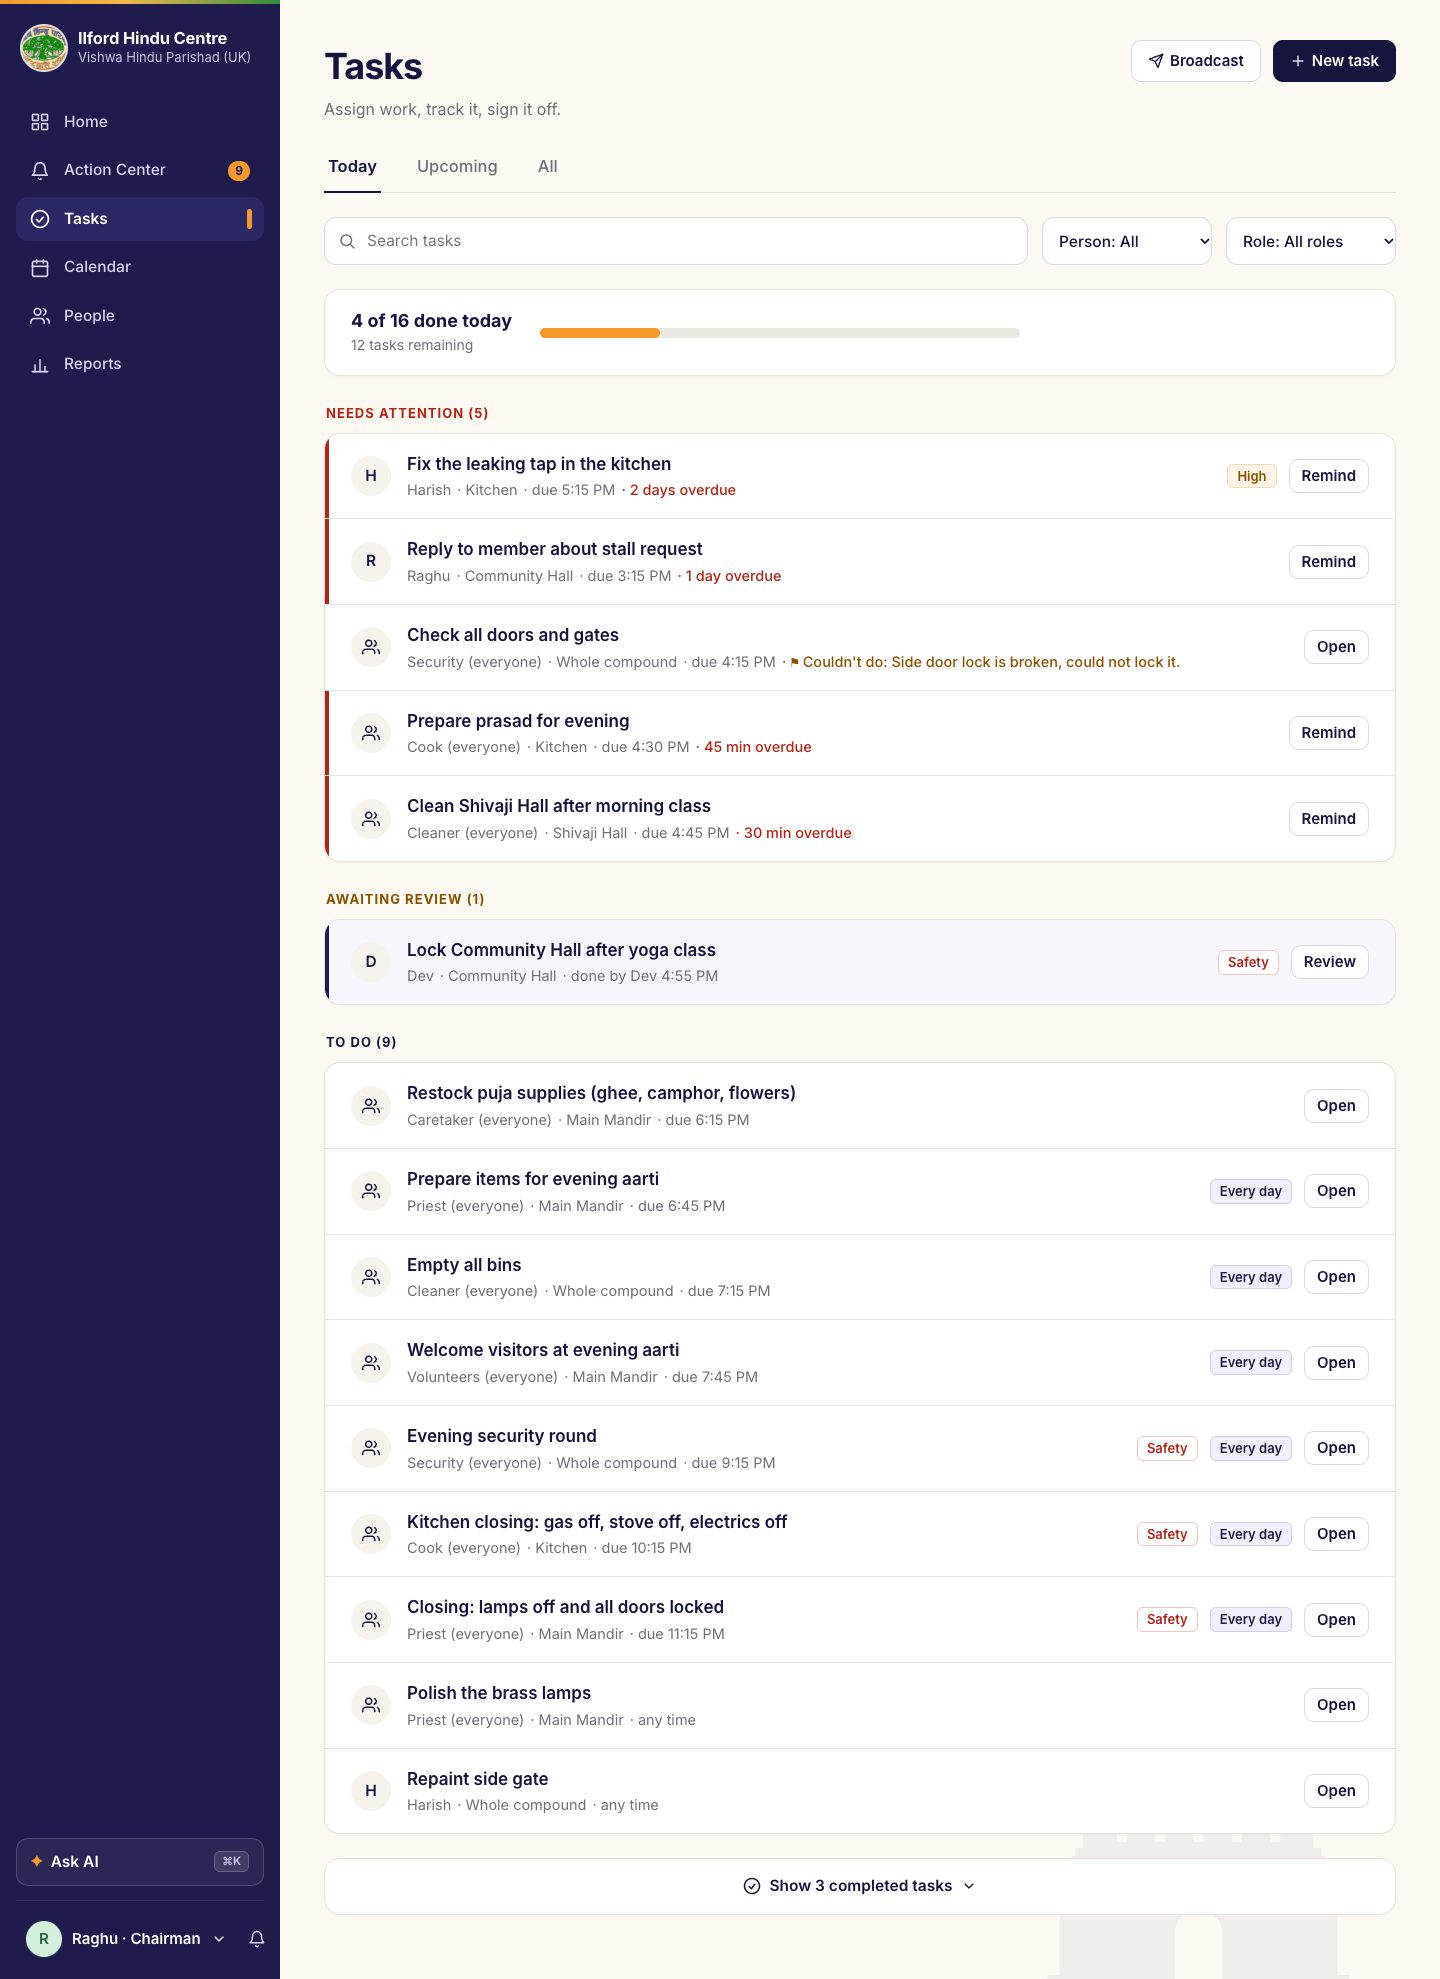 Ilford Hindu Centre
Vishwa Hindu Parishad (UK)
Home
Action Center 9
Tasks
Calendar
People
Reports
Ask AI ⌘K
R Raghu · Chairman
Tasks
Assign work, track it, sign it off.
Broadcast
+ New task
Today Upcoming All
Search tasks
Person: All
Role: All roles
4 of 16 done today
12 tasks remaining
NEEDS ATTENTION (5)
H
Fix the leaking tap in the kitchen
Harish · Kitchen · due 5:15 PM · 2 days overdue
High Remind
R
Reply to member about stall request
Raghu · Community Hall · due 3:15 PM · 1 day overdue
Remind
Check all doors and gates
Security (everyone) · Whole compound · due 4:15 PM · ⚑ Couldn't do: Side door lock is broken, could not lock it.
Open
Prepare prasad for evening
Cook (everyone) · Kitchen · due 4:30 PM · 45 min overdue
Remind
Clean Shivaji Hall after morning class
Cleaner (everyone) · Shivaji Hall · due 4:45 PM · 30 min overdue
Remind
AWAITING REVIEW (1)
D
Lock Community Hall after yoga class
Dev · Community Hall · done by Dev 4:55 PM
Safety Review
TO DO (9)
Restock puja supplies (ghee, camphor, flowers)
Caretaker (everyone) · Main Mandir · due 6:15 PM
Open
Prepare items for evening aarti
Priest (everyone) · Main Mandir · due 6:45 PM
Every day Open
Empty all bins
Cleaner (everyone) · Whole compound · due 7:15 PM
Every day Open
Welcome visitors at evening aarti
Volunteers (everyone) · Main Mandir · due 7:45 PM
Every day Open
Evening security round
Security (everyone) · Whole compound · due 9:15 PM
Safety Every day Open
Kitchen closing: gas off, stove off, electrics off
Cook (everyone) · Kitchen · due 10:15 PM
Safety Every day Open
Closing: lamps off and all doors locked
Priest (everyone) · Main Mandir · due 11:15 PM
Safety Every day Open
Polish the brass lamps
Priest (everyone) · Main Mandir · any time
Open
H
Repaint side gate
Harish · Whole compound · any time
Open
Show 3 completed tasks